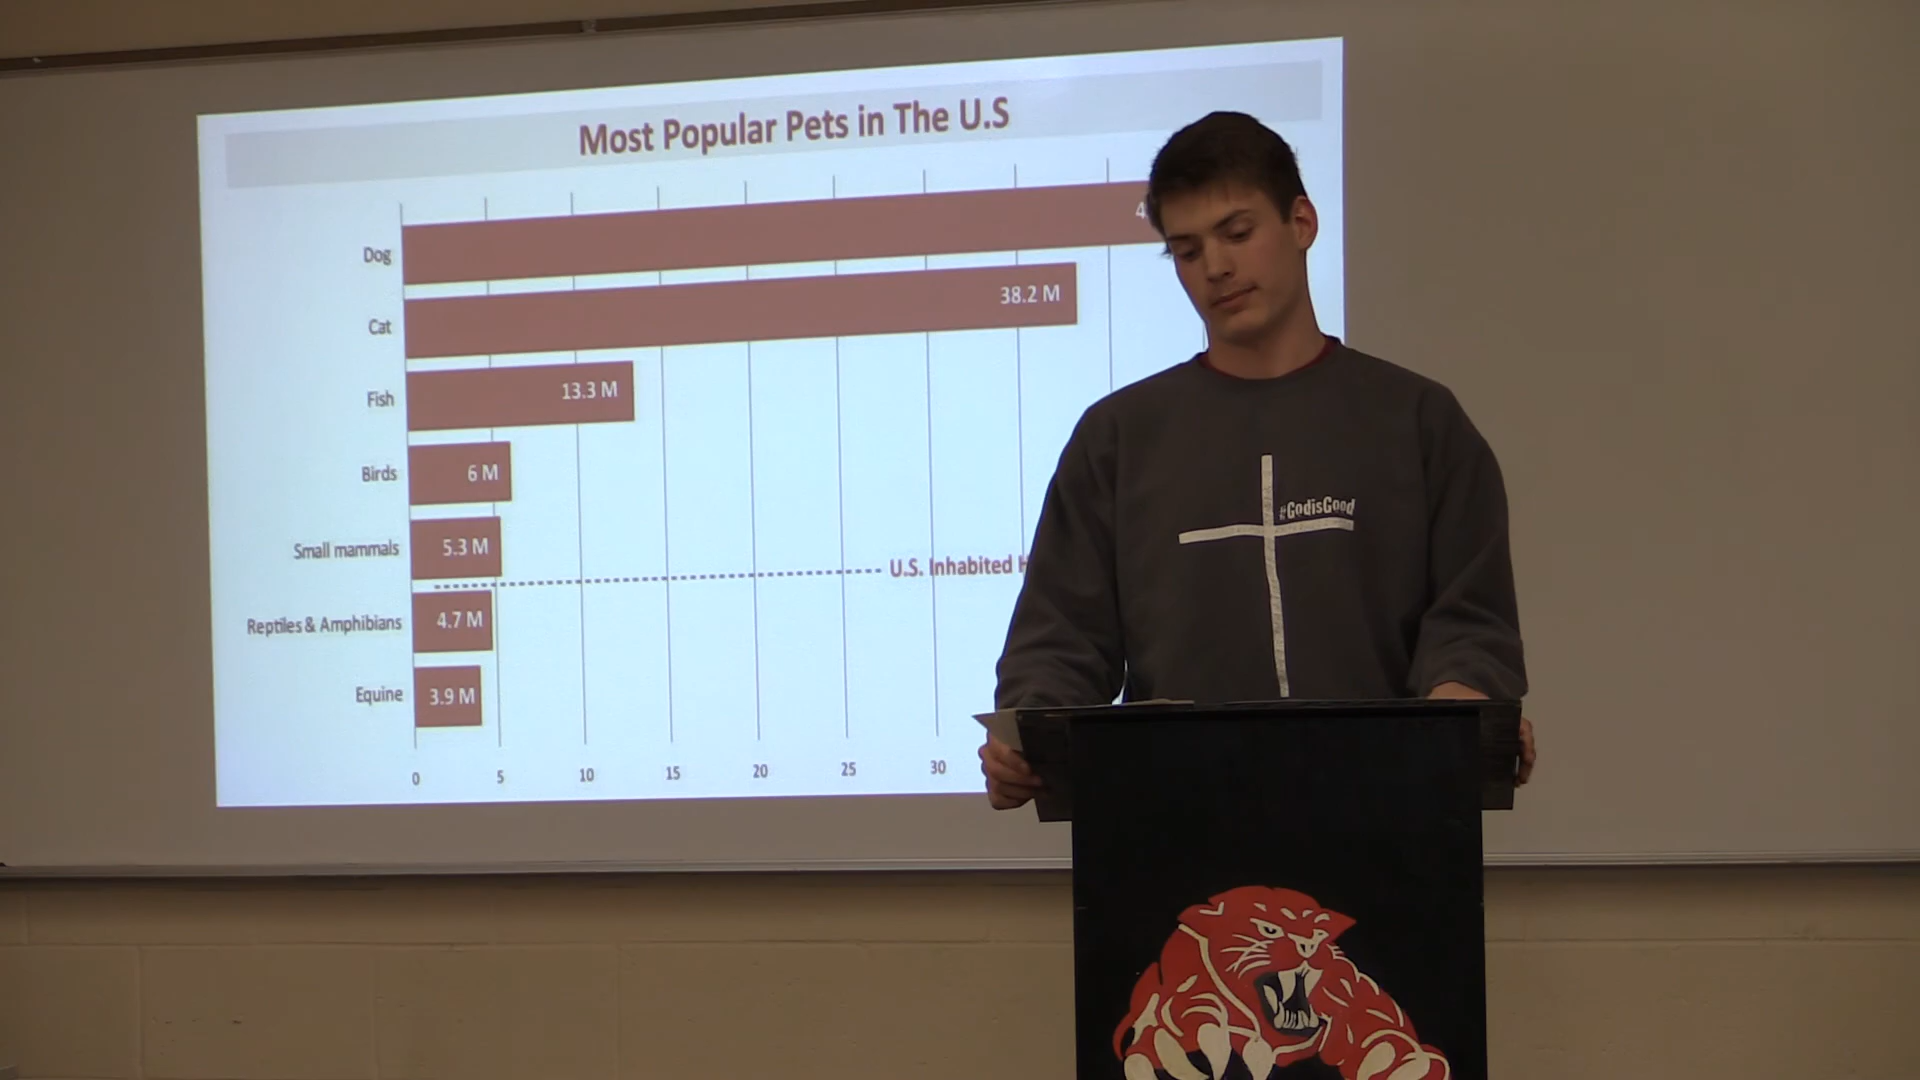 Most Popular Pets in The U.S
Dog 4
Cat 38.2 M
Fish 13.3 M
Birds 6 M
Small mammals 5.3 M
U.S. Inhabited
Reptiles & Amphibians 4.7 M
Equine 3.9 M
0 5 10 15 20 25 30
#GodisGood